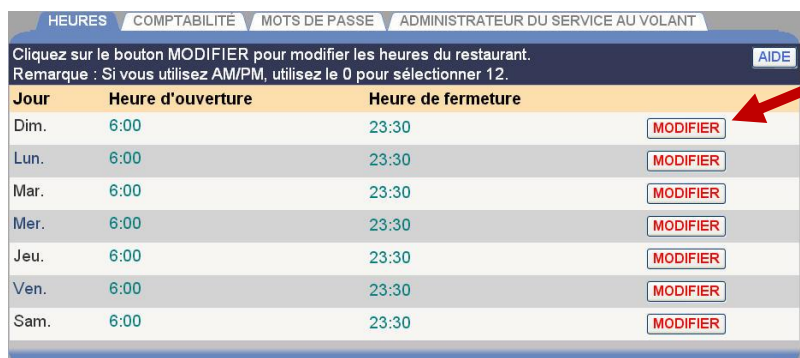 HEURES COMPTABILITÉ MOTS DE PASSE ADMINISTRATEUR DU SERVICE AU VOLANT
Cliquez sur le bouton MODIFIER pour modifier les heures du restaurant. AIDE
Remarque : Si vous utilisez AM/PM, utilisez le 0 pour sélectionner 12.
Jour Heure d'ouverture Heure de fermeture
Dim. 6:00 23:30 MODIFIER
Lun. 6:00 23:30 MODIFIER
Mar. 6:00 23:30 MODIFIER
Mer. 6:00 23:30 MODIFIER
Jeu. 6:00 23:30 MODIFIER
Ven. 6:00 23:30 MODIFIER
Sam. 6:00 23:30 MODIFIER